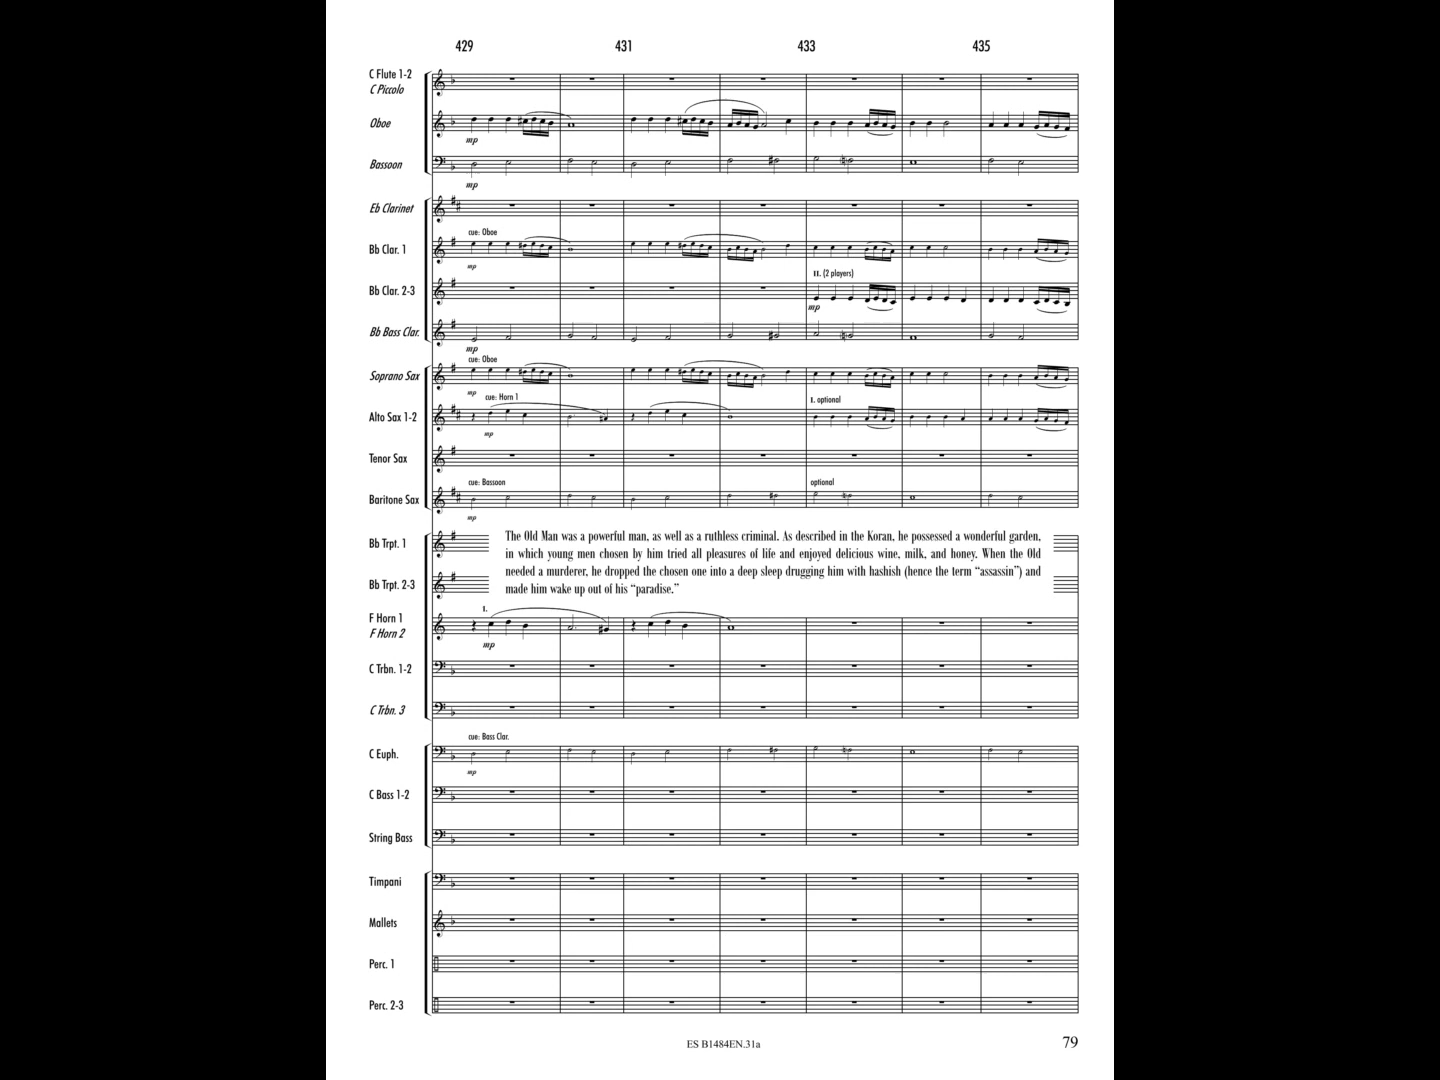 429 431 433 435
C Flute 1-2
C Piccolo
Oboe
mp
Bassoon
mp
Eb Clarinet
cue: Oboe
Bb Clar. 1
mp
II. (2 players)
Bb Clar. 2-3
mp
Bb Bass Clar.
mp
cue: Oboe
Soprano Sax
mp
cue: Horn 1
I. optional
Alto Sax 1-2
mp
Tenor Sax
cue: Bassoon
optional
Baritone Sax
mp
Bb Trpt. 1
Bb Trpt. 2-3
The Old Man was a powerful man, as well as a ruthless criminal. As described in the Koran, he possessed a wonderful garden,
in which young men chosen by him tried all pleasures of life and enjoyed delicious wine, milk, and honey. When the Old
needed a murderer, he dropped the chosen one into a deep sleep drugging him with hashish (hence the term “assassin”) and
made him wake up out of his “paradise.”
I.
F Horn 1
F Horn 2
mp
C Trbn. 1-2
C Trbn. 3
cue: Bass Clar.
C Euph.
mp
C Bass 1-2
String Bass
Timpani
Mallets
Perc. 1
Perc. 2-3
ES B1484EN.31a
79